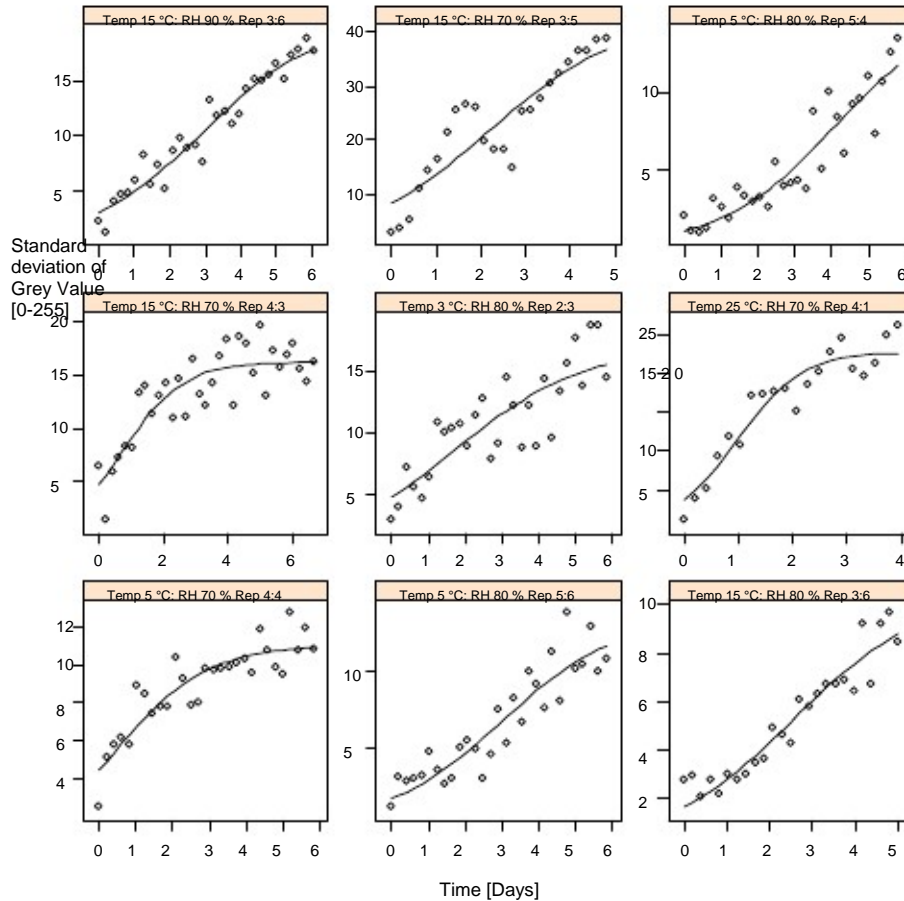 Temp 15 °C: RH 90 % Rep 3:6
Temp 15 °C: RH 70 % Rep 3:5
Temp 5 °C: RH 80 % Rep 5:4
15
10
5
40
30
20
10
10
5
0 1 2 3 4 5 6
0 1 2 3 4 5
0 1 2 3 4 5 6
Standard
deviation of
Grey Value
[0-255]
Temp 15 °C: RH 70 % Rep 4:3
Temp 3 °C: RH 80 % Rep 2:3
Temp 25 °C: RH 70 % Rep 4:1
20
15
10
5
15
10
5
25
15 2 0
10
5
0 2 4 6
0 1 2 3 4 5 6
0 1 2 3 4
Temp 5 °C: RH 70 % Rep 4:4
Temp 5 °C: RH 80 % Rep 5:6
Temp 15 °C: RH 80 % Rep 3:6
12
10
8
6
4
10
5
10
8
6
4
2
0 1 2 3 4 5 6
0 1 2 3 4 5 6
0 1 2 3 4 5
Time [Days]